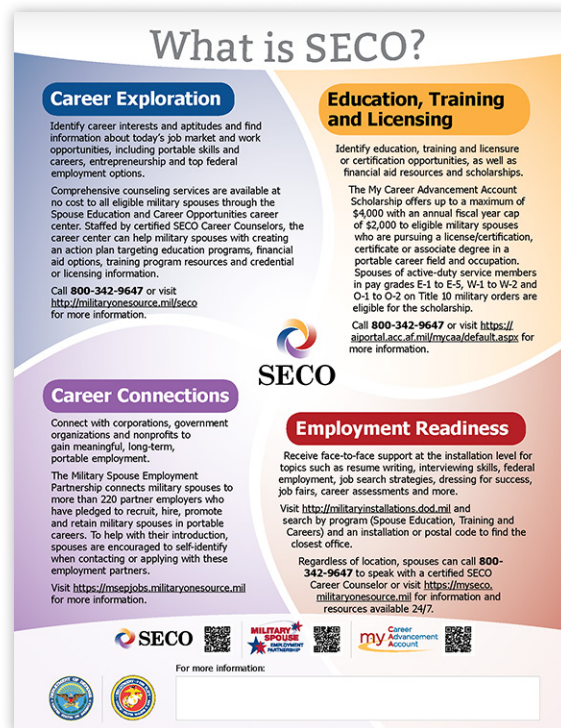 What is SECO?
Career Exploration
Identify career interests and aptitudes and find
information about today's job market and work
opportunities, including portable skills and
careers, entrepreneurship and top federal
employment options.
Comprehensive counseling services are available at
no cost to all eligible military spouses through the
Spouse Education and Career Opportunities career
center. Staffed by certified SECO Career Counselors, the
career center can help military spouses with creating
an action plan targeting education programs, financial
aid options, training program resources and credential
or licensing information.
Call 800-342-9647 or visit
http://militaryonesource.mil/seco
for more information.
Education, Training
and Licensing
Identify education, training and licensure
or certification opportunities, as well as
financial aid resources and scholarships.
The My Career Advancement Account
Scholarship offers up to a maximum of
$4,000 with an annual fiscal year cap
of $2,000 to eligible military spouses
who are pursuing a license/certification,
certificate or associate degree in a
portable career field and occupation.
Spouses of active-duty service members
in pay grades E-1 to E-5, W-1 to W-2 and
O-1 to O-2 on Title 10 military orders are
eligible for the scholarship.
Call 800-342-9647 or visit https://
aiportal.acc.af.mil/mycaa/default.aspx for
more information.
SECO
Career Connections
Connect with corporations, government
organizations and nonprofits to
gain meaningful, long-term,
portable employment.
The Military Spouse Employment
Partnership connects military spouses to
more than 220 partner employers who
have pledged to recruit, hire, promote
and retain military spouses in portable
careers. To help with their introduction,
spouses are encouraged to self-identify
when contacting or applying with these
employment partners.
Visit https://msepjobs.militaryonesource.mil
for more information.
Employment Readiness
Receive face-to-face support at the installation level for
topics such as resume writing, interviewing skills, federal
employment, job search strategies, dressing for success,
job fairs, career assessments and more.
Visit http://militaryinstallations.dod.mil and
search by program (Spouse Education, Training and
Careers) and an installation or postal code to find the
closest office.
Regardless of location, spouses can call 800-
342-9647 to speak with a certified SECO
Career Counselor or visit https://myseco.
militaryonesource.mil for information and
resources available 24/7.
SECO
MILITARY
SPOUSE
EMPLOYMENT
PARTNERSHIP
my Career
Advancement
Account
For more information: